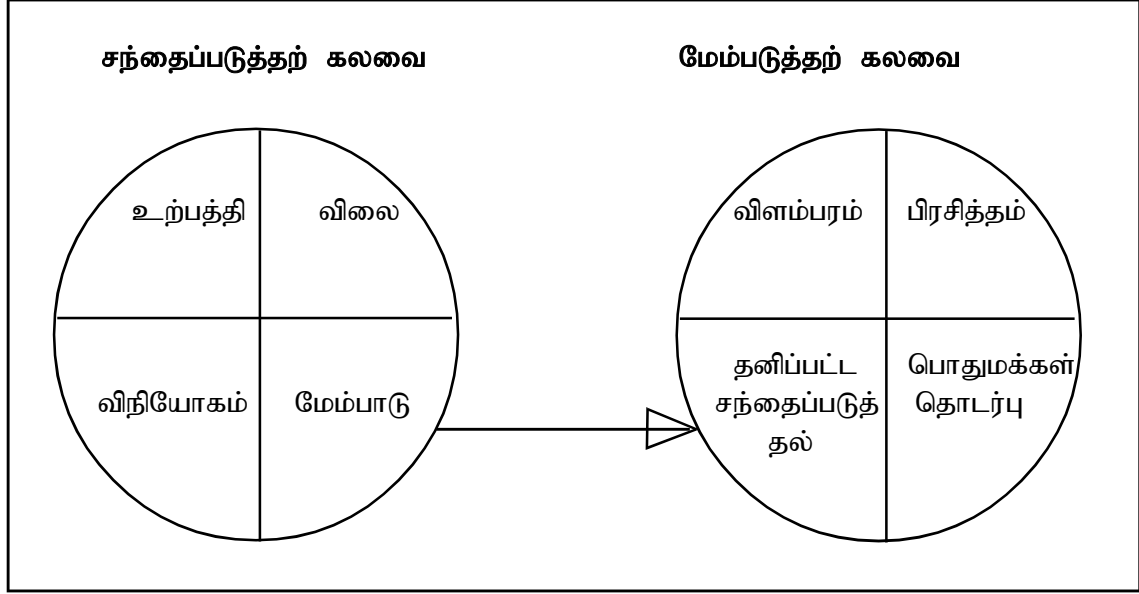 சந்தைப்படுத்தற் கலவை
மேம்படுத்தற் கலவை
உற்பத்தி
விலை
விநியோகம்
மேம்பாடு
விளம்பரம்
பிரசித்தம்
தனிப்பட்ட
சந்தைப்படுத்
தல்
பொதுமக்கள்
தொடர்பு